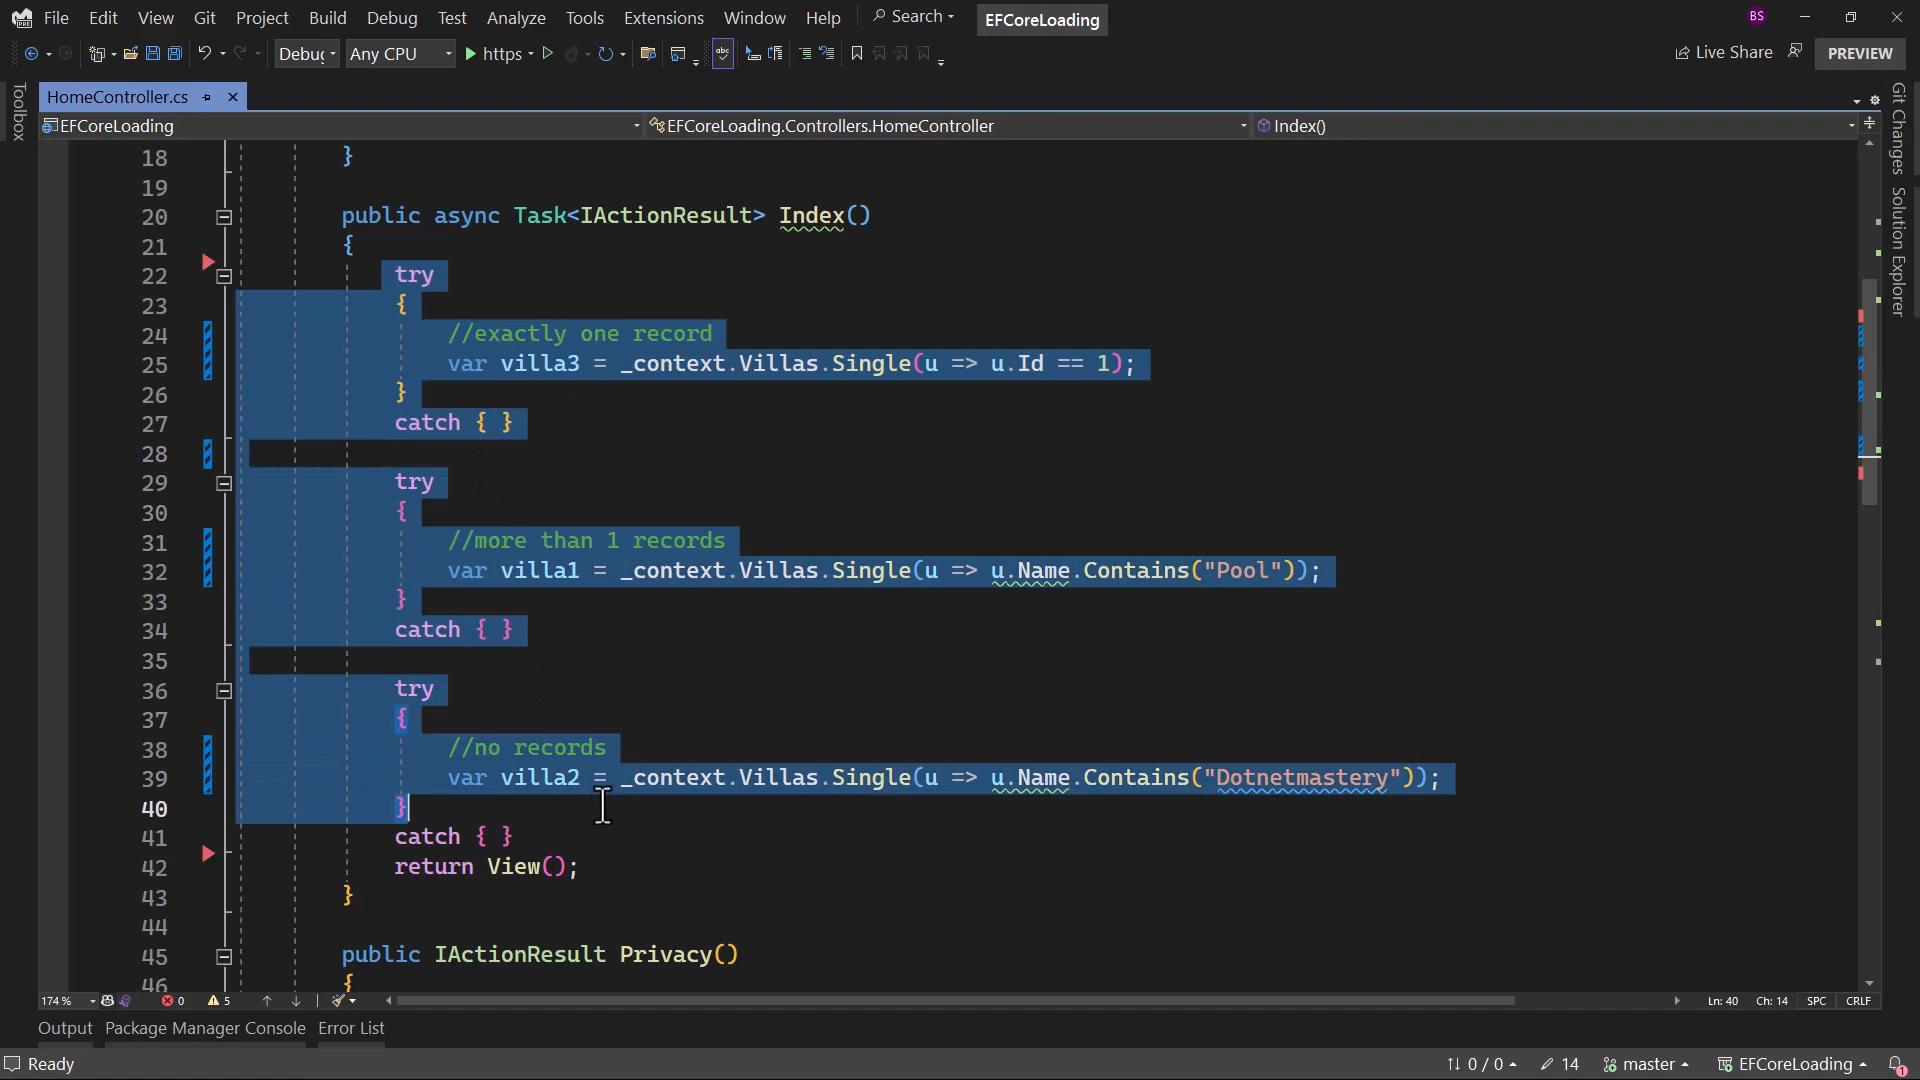 File Edit View Git Project Build Debug Test Analyze Tools Extensions Window Help Search EFCoreLoading BS
Debug Any CPU https Live Share PREVIEW
Toolbox
HomeController.cs
EFCoreLoading EFCoreLoading.Controllers.HomeController Index()
18 }
19
20 public async Task<IActionResult> Index()
21 {
22 try
23 {
24 //exactly one record
25 var villa3 = _context.Villas.Single(u => u.Id == 1);
26 }
27 catch { }
28
29 try
30 {
31 //more than 1 records
32 var villa1 = _context.Villas.Single(u => u.Name.Contains("Pool"));
33 }
34 catch { }
35
36 try
37 {
38 //no records
39 var villa2 = _context.Villas.Single(u => u.Name.Contains("Dotnetmastery"));
40 }
41 catch { }
42 return View();
43 }
44
45 public IActionResult Privacy()
46 {
Git Changes
Solution Explorer
174 % 0 5 Ln: 40 Ch: 14 SPC CRLF
Output Package Manager Console Error List
Ready 0 / 0 14 master EFCoreLoading 1